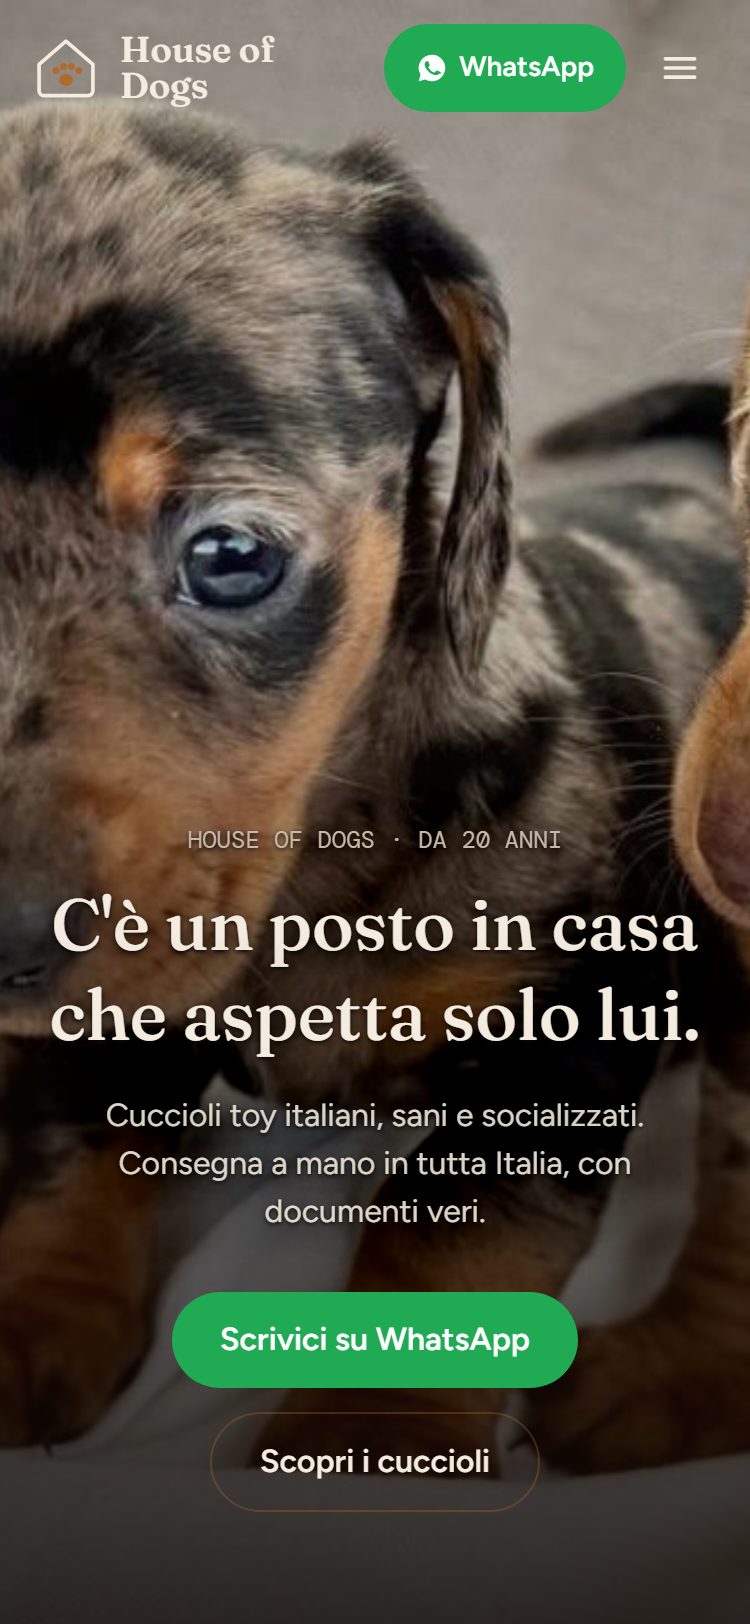 House of
Dogs
WhatsApp
HOUSE OF DOGS · DA 20 ANNI
C'è un posto in casa
che aspetta solo lui.
Cuccioli toy italiani, sani e socializzati.
Consegna a mano in tutta Italia, con
documenti veri.
Scrivici su WhatsApp
Scopri i cuccioli